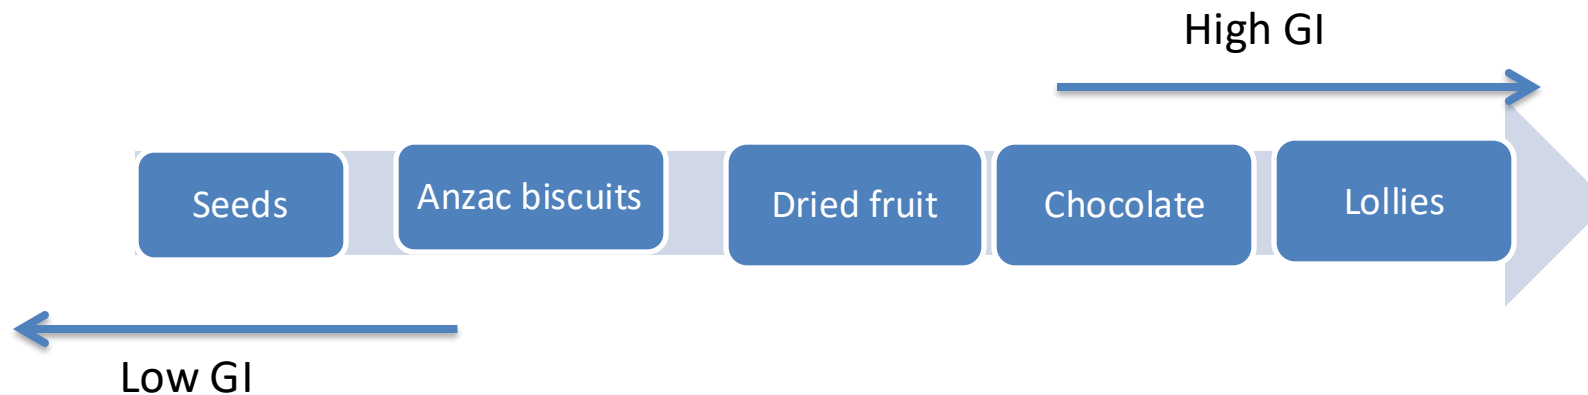 High GI
Seeds
Anzac biscuits
Dried fruit
Chocolate
Lollies
Low GI